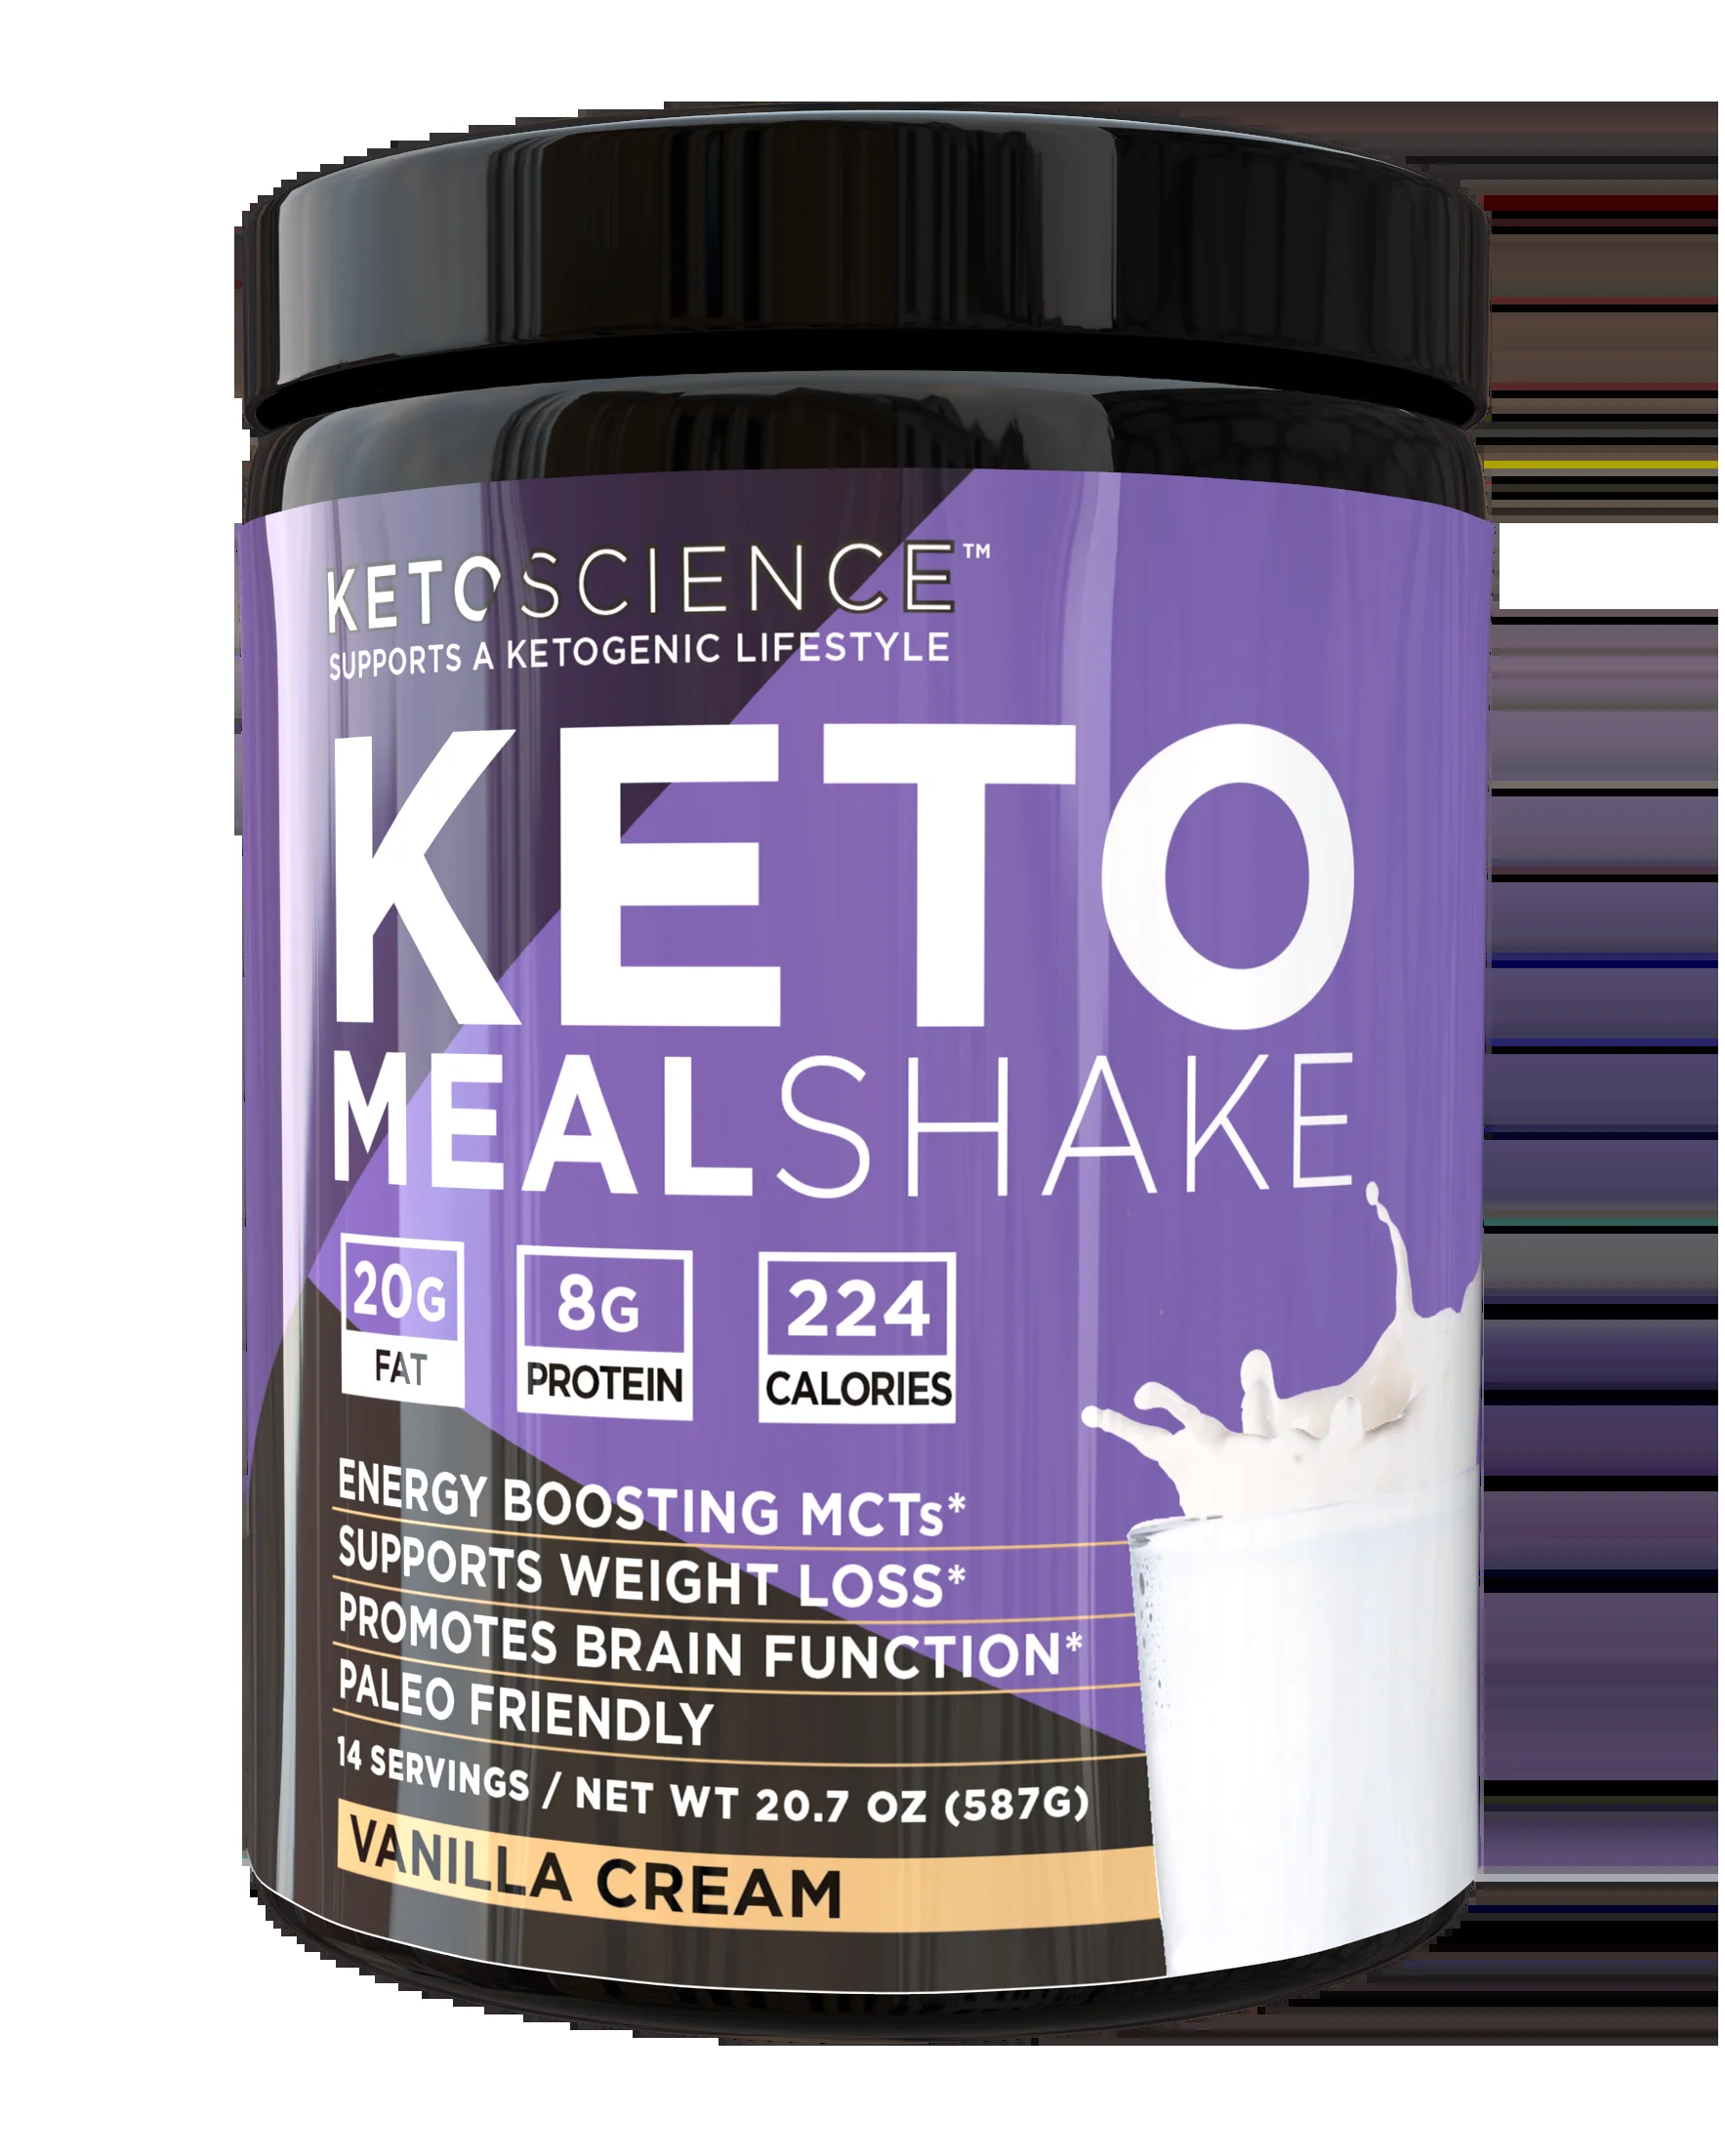 KETOSCIENCE™
SUPPORTS A KETOGENIC LIFESTYLE
KETO
MEALSHAKE
20G
FAT
8G
PROTEIN
224
CALORIES
ENERGY BOOSTING MCTs*
SUPPORTS WEIGHT LOSS*
PROMOTES BRAIN FUNCTION*
PALEO FRIENDLY
14 SERVINGS / NET WT 20.7 OZ (587G)
VANILLA CREAM